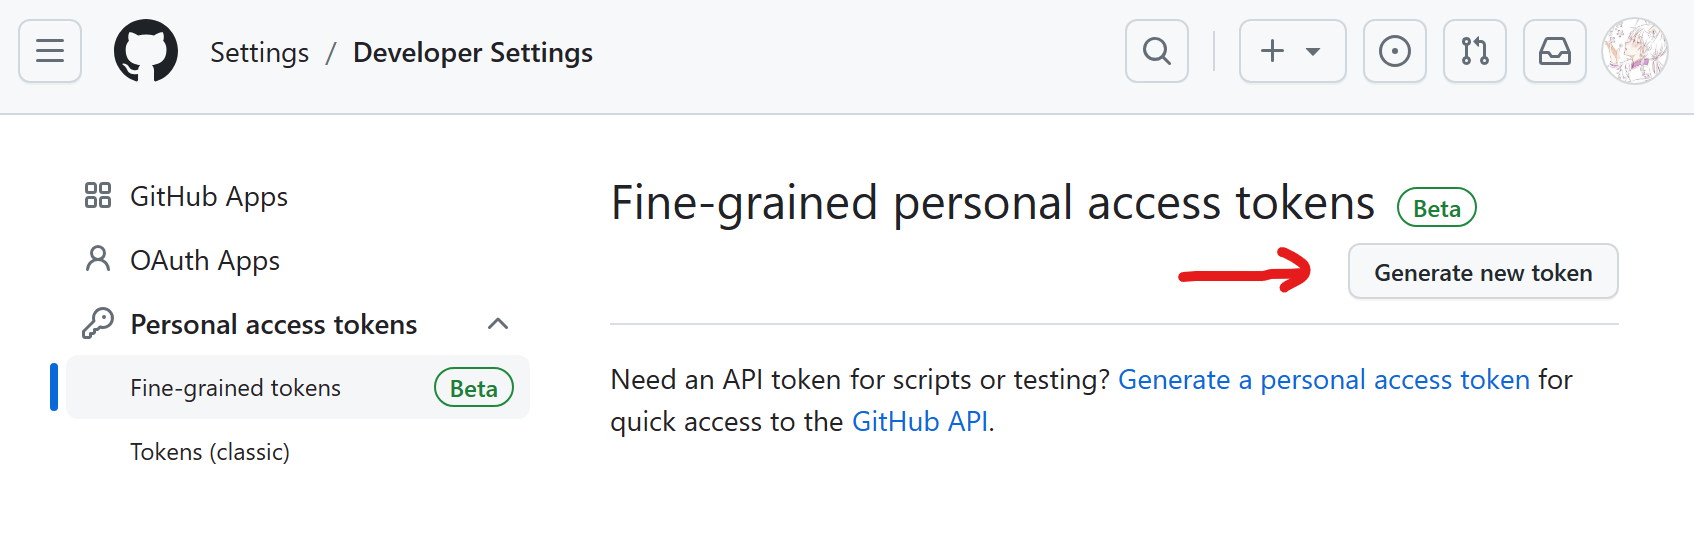 Settings / Developer Settings
GitHub Apps
OAuth Apps
Personal access tokens
Fine-grained tokens Beta
Tokens (classic)
Fine-grained personal access tokens Beta
Generate new token
Need an API token for scripts or testing? Generate a personal access token for
quick access to the GitHub API.